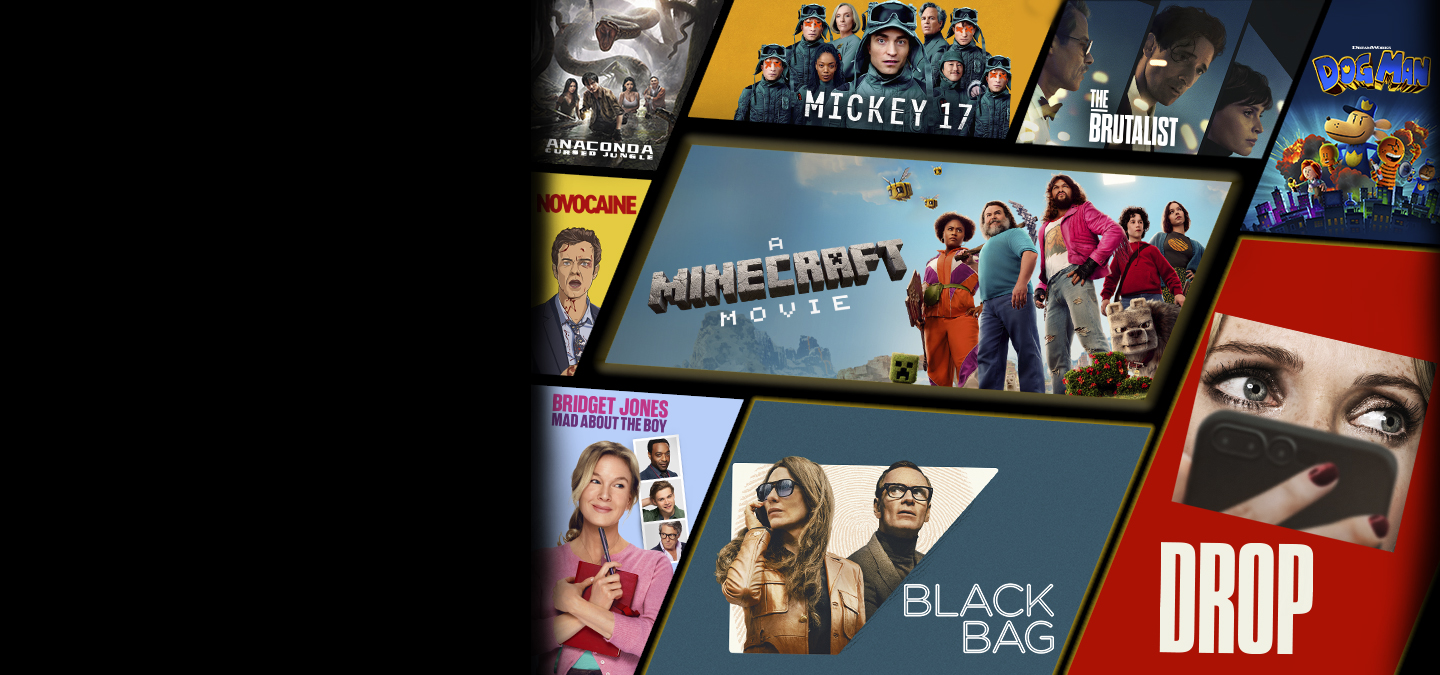 ANACONDA
CURSED JUNGLE
MICKEY 17
THE
BRUTALIST
DREAMWORKS
DOG MAN
NOVOCAINE
A
MINECRAFT
MOVIE
BRIDGET JONES
MAD ABOUT THE BOY
BLACK
BAG
DROP